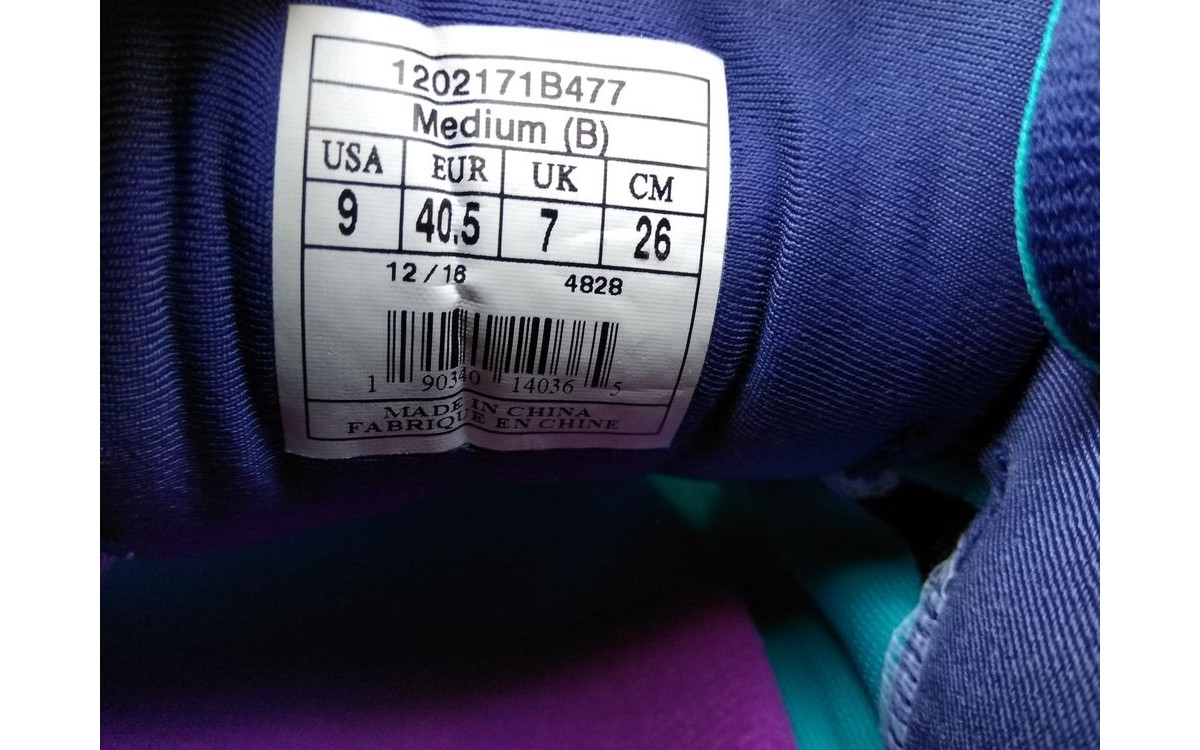 1202171B477
Medium (B)
USA EUR UK CM
9 40.5 7 26
12/16 4828
1 90340 14036 5
MADE IN CHINA
FABRIQUE EN CHINE